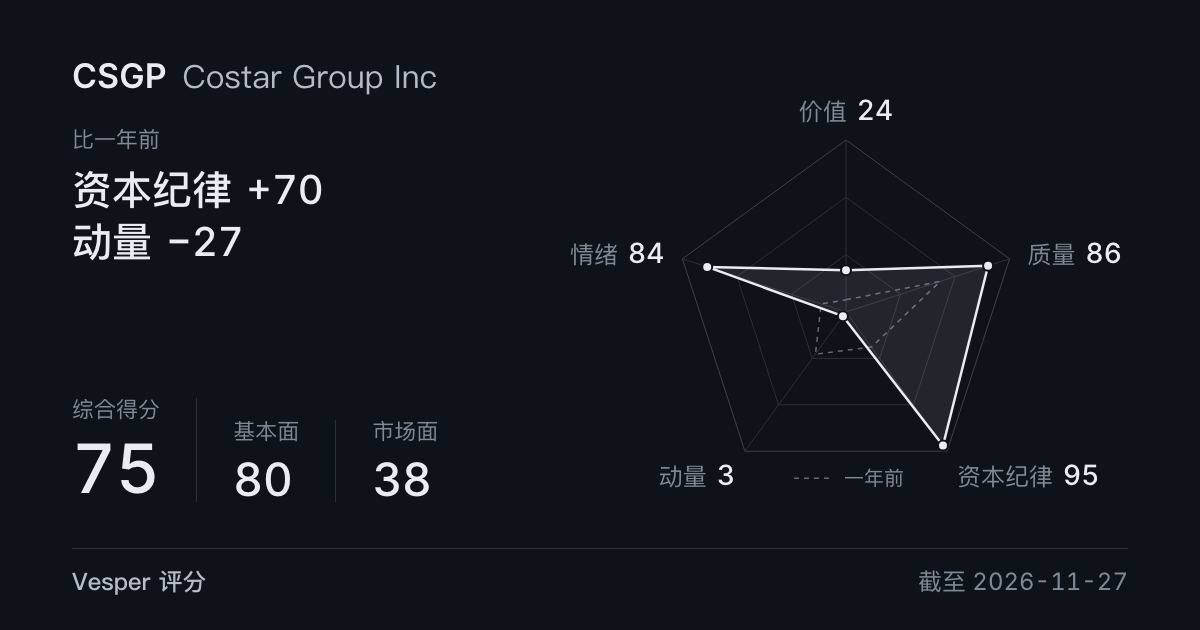 CSGP Costar Group Inc
比一年前
资本纪律 +70
动量 −27
综合得分
75
基本面
80
市场面
38
价值 24
情绪 84
质量 86
动量 3
一年前
资本纪律 95
Vesper 评分
截至 2026-11-27